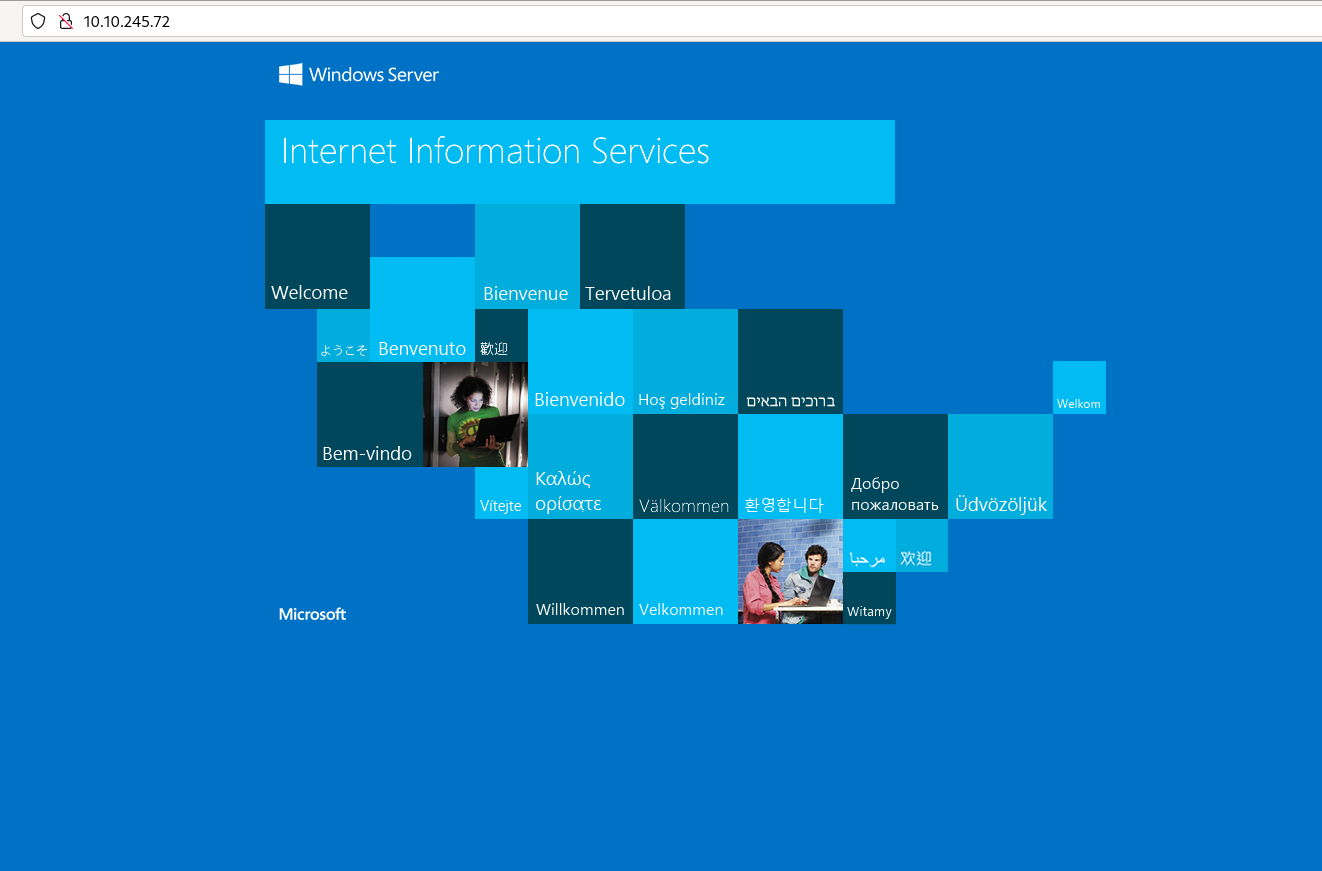 10.10.245.72
Windows Server
Internet Information Services
Welcome
Bienvenue
Tervetuloa
ようこそ
Benvenuto
歡迎
Bienvenido
Hoş geldiniz
ברוכים הבאים
Welkom
Bem-vindo
Vítejte
Καλώς
ορίσατε
Välkommen
환영합니다
Добро
пожаловать
Üdvözöljük
Willkommen
Velkommen
مرحبا
欢迎
Witamy
Microsoft